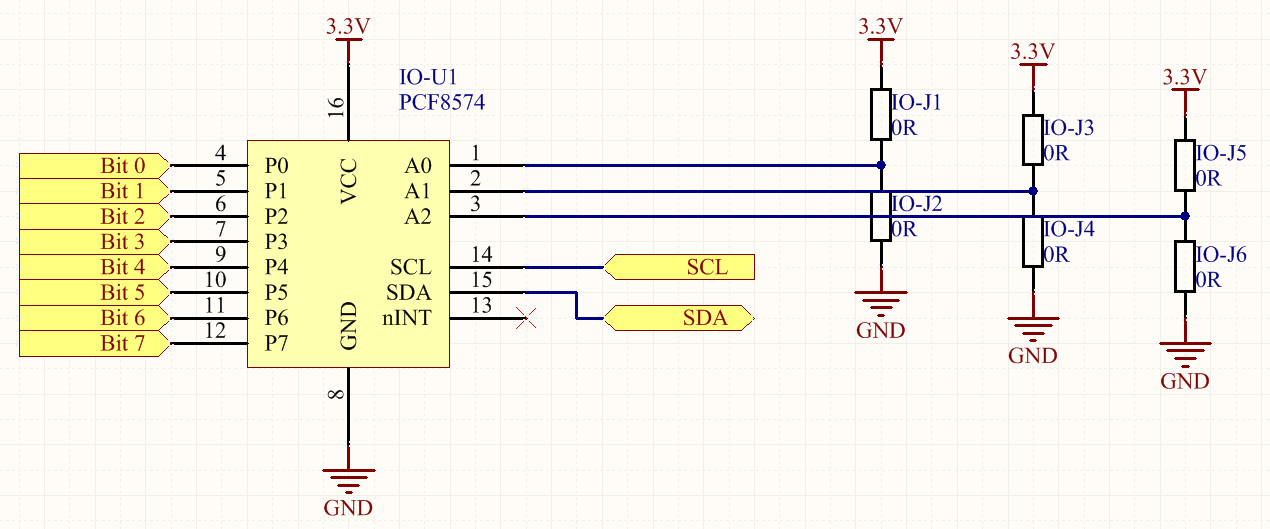 3.3V
IO-U1
PCF8574
16
Bit 0
Bit 1
Bit 2
Bit 3
Bit 4
Bit 5
Bit 6
Bit 7
4
5
6
7
9
10
11
12
P0
P1
P2
P3
P4
P5
P6
P7
VCC
GND
A0
A1
A2
SCL
SDA
nINT
1
2
3
14
15
13
SCL
SDA
8
GND
3.3V
IO-J1
0R
IO-J2
0R
GND
3.3V
IO-J3
0R
IO-J4
0R
GND
3.3V
IO-J5
0R
IO-J6
0R
GND